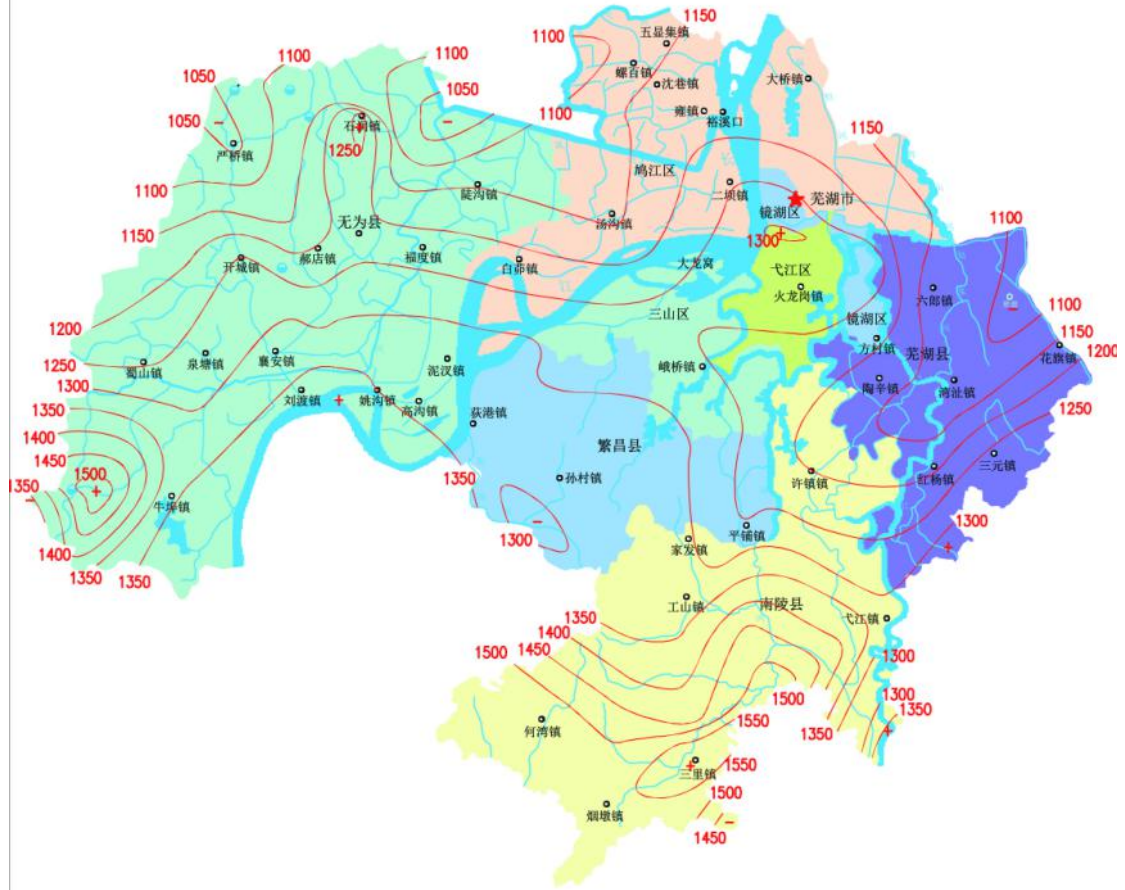 1150
五显集镇
1100
螺百镇
沈巷镇
大桥镇
1100
1100
1050
1050
1050
1100
雍镇
裕溪口
1150
石涧镇
1250
严桥镇
鸠江区
1100
陡沟镇
二坝镇
芜湖市
镜湖区
汤沟镇
1150
无为县
1300
1100
郝店镇
福度镇
开城镇
白茆镇
大龙窝
弋江区
火龙岗镇
六郎镇
1100
1200
三山区
镜湖区
方村镇
芜湖县
1150
花旗镇
1200
1250
蜀山镇
泉塘镇
襄安镇
泥汊镇
峨桥镇
陶辛镇
湾沚镇
1300
1350
刘渡镇
姚沟镇
高沟镇
荻港镇
1250
1400
1450
1500
1350
繁昌县
三元镇
红杨镇
许镇镇
孙村镇
1350
牛埠镇
1300
1300
平铺镇
家发镇
1400
1350
1350
工山镇
南陵县
弋江镇
1350
1400
1450
1500
1300
1300
1350
1500
1550
1350
何湾镇
三里镇
1550
1500
1450
烟墩镇